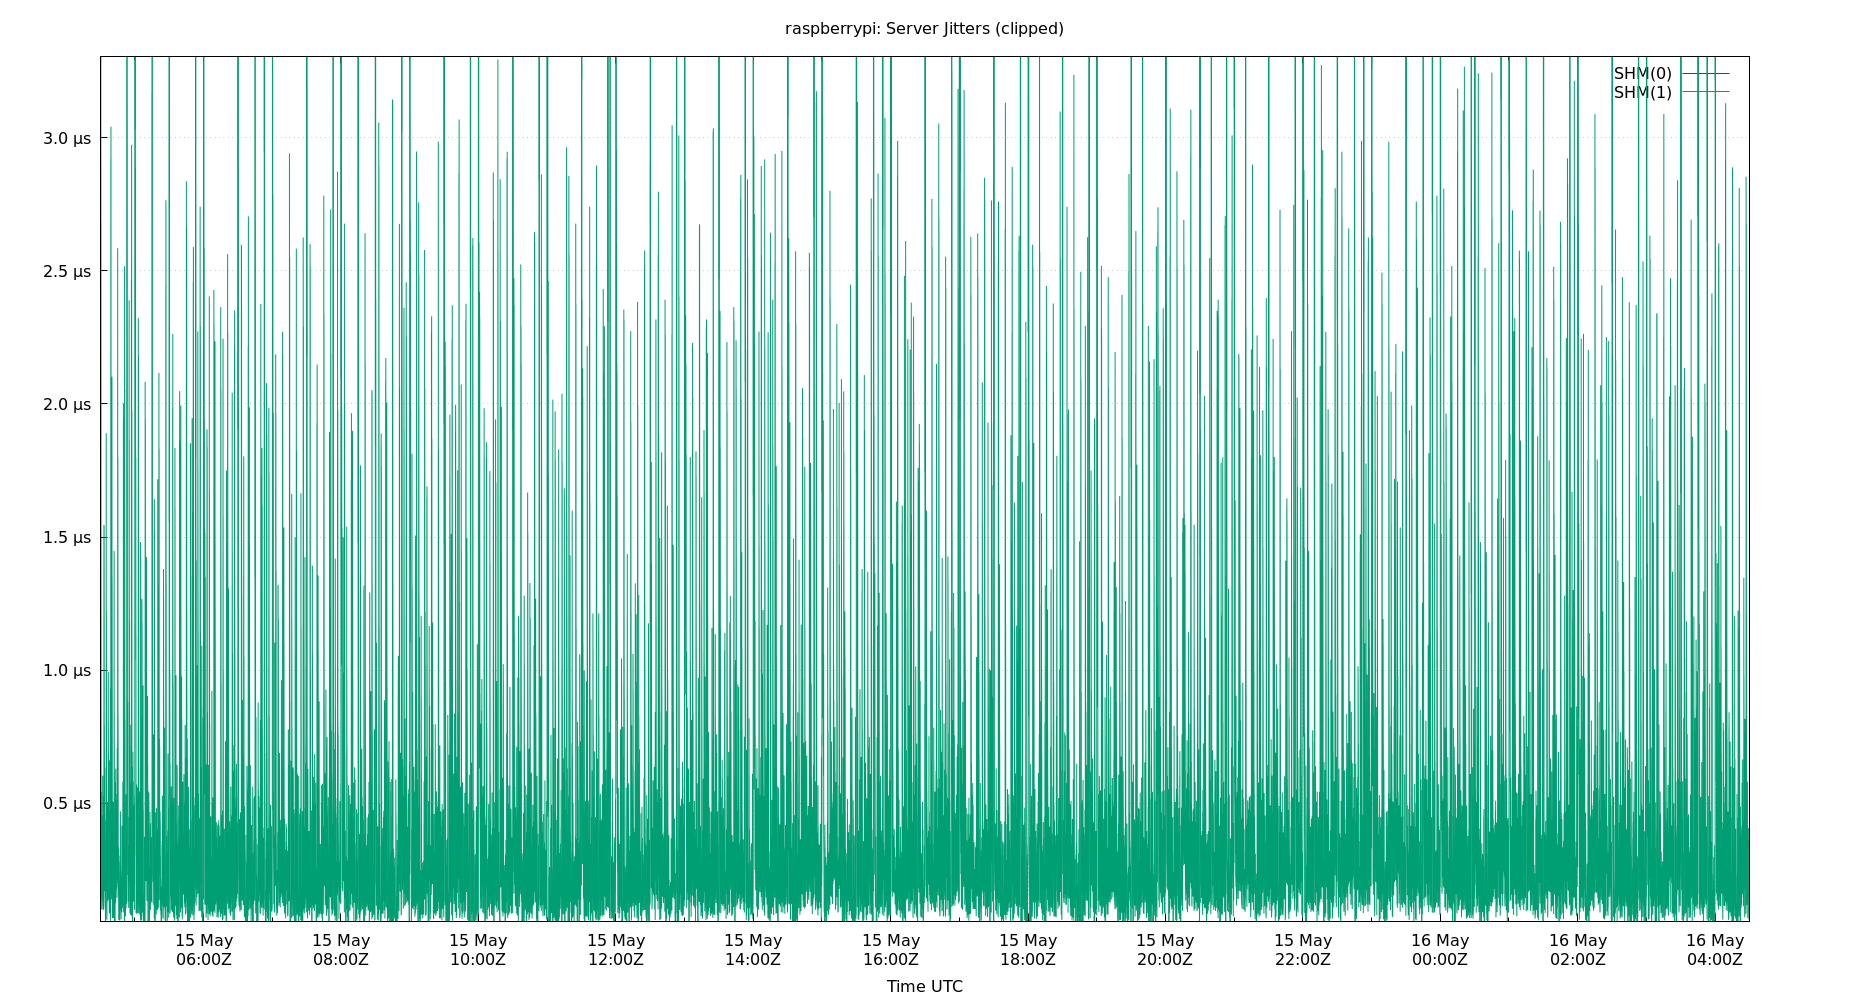 raspberrypi: Server Jitters (clipped)
SHM(0)
SHM(1)
3.0 µs
2.5 µs
2.0 µs
1.5 µs
1.0 µs
0.5 µs
15 May 15 May 15 May 15 May 15 May 15 May 15 May 15 May 15 May 16 May 16 May 16 May
06:00Z 08:00Z 10:00Z 12:00Z 14:00Z 16:00Z 18:00Z 20:00Z 22:00Z 00:00Z 02:00Z 04:00Z
Time UTC